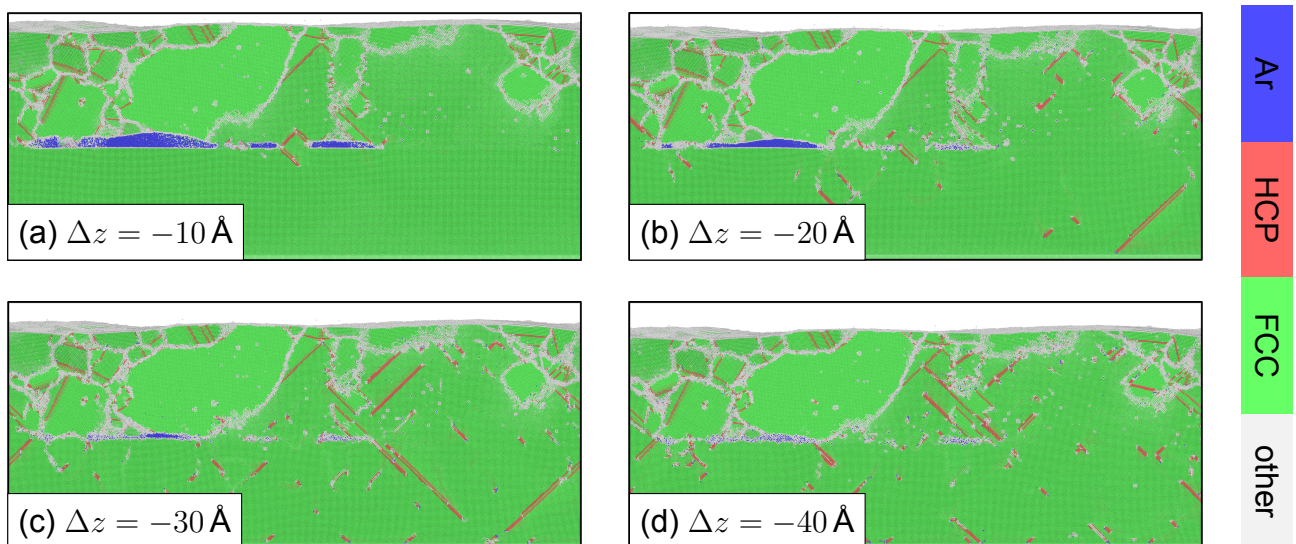 (a) Δz = −10 Å
(b) Δz = −20 Å
(c) Δz = −30 Å
(d) Δz = −40 Å
Ar
HCP
FCC
other